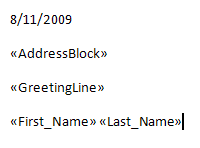 8/11/2009
«AddressBlock»
«GreetingLine»
«First_Name» «Last_Name»